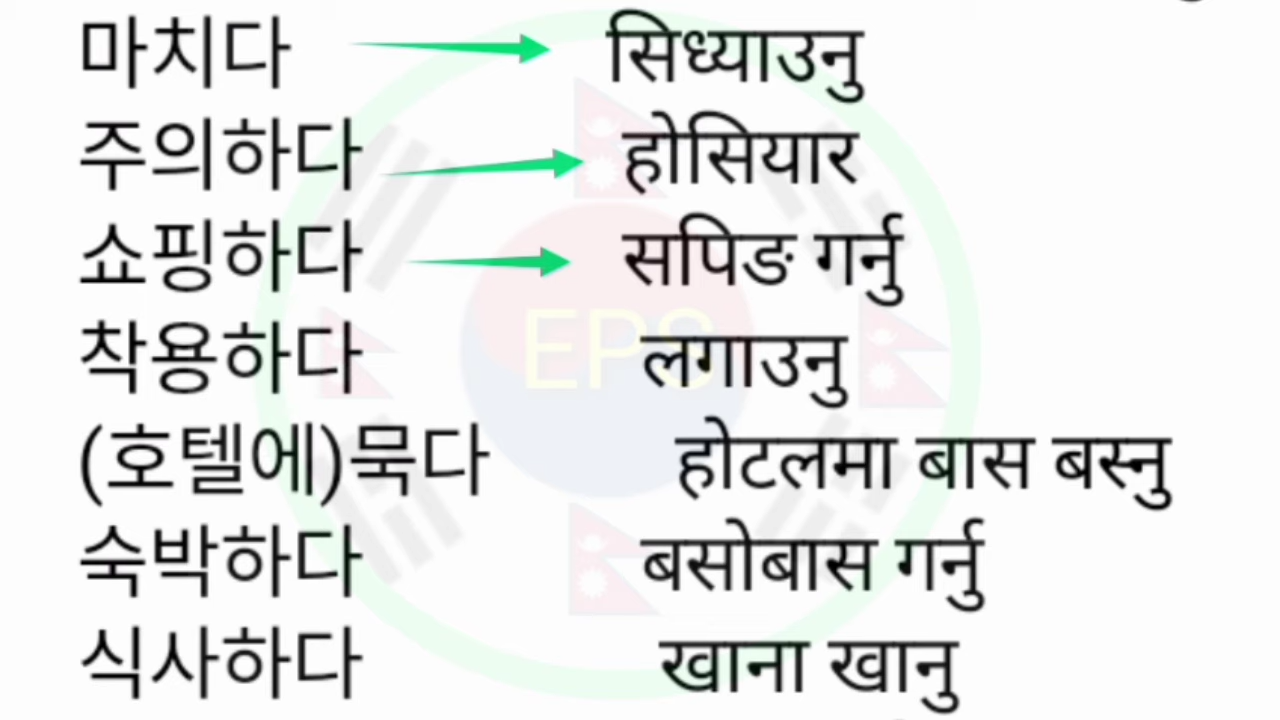 마치다 सिध्याउनु
주의하다 होसियार
쇼핑하다 सपिङ गर्नु
착용하다 लगाउनु
(호텔에)묵다 होटलमा बास बस्नु
숙박하다 बसोबास गर्नु
식사하다 खाना खानु
EPS